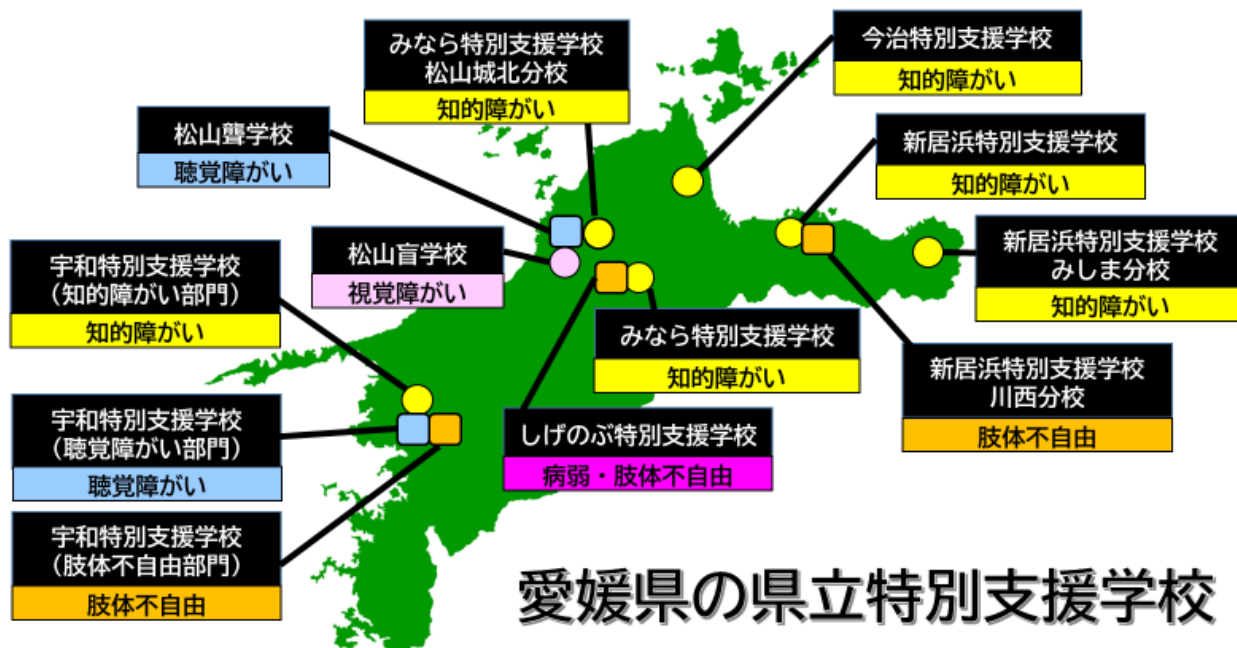 みなら特別支援学校
松山城北分校
知的障がい
今治特別支援学校
知的障がい
松山聾学校
聴覚障がい
新居浜特別支援学校
知的障がい
宇和特別支援学校
（知的障がい部門）
知的障がい
松山盲学校
視覚障がい
新居浜特別支援学校
みしま分校
知的障がい
みなら特別支援学校
知的障がい
新居浜特別支援学校
川西分校
肢体不自由
宇和特別支援学校
（聴覚障がい部門）
聴覚障がい
しげのぶ特別支援学校
病弱・肢体不自由
宇和特別支援学校
（肢体不自由部門）
肢体不自由
愛媛県の県立特別支援学校